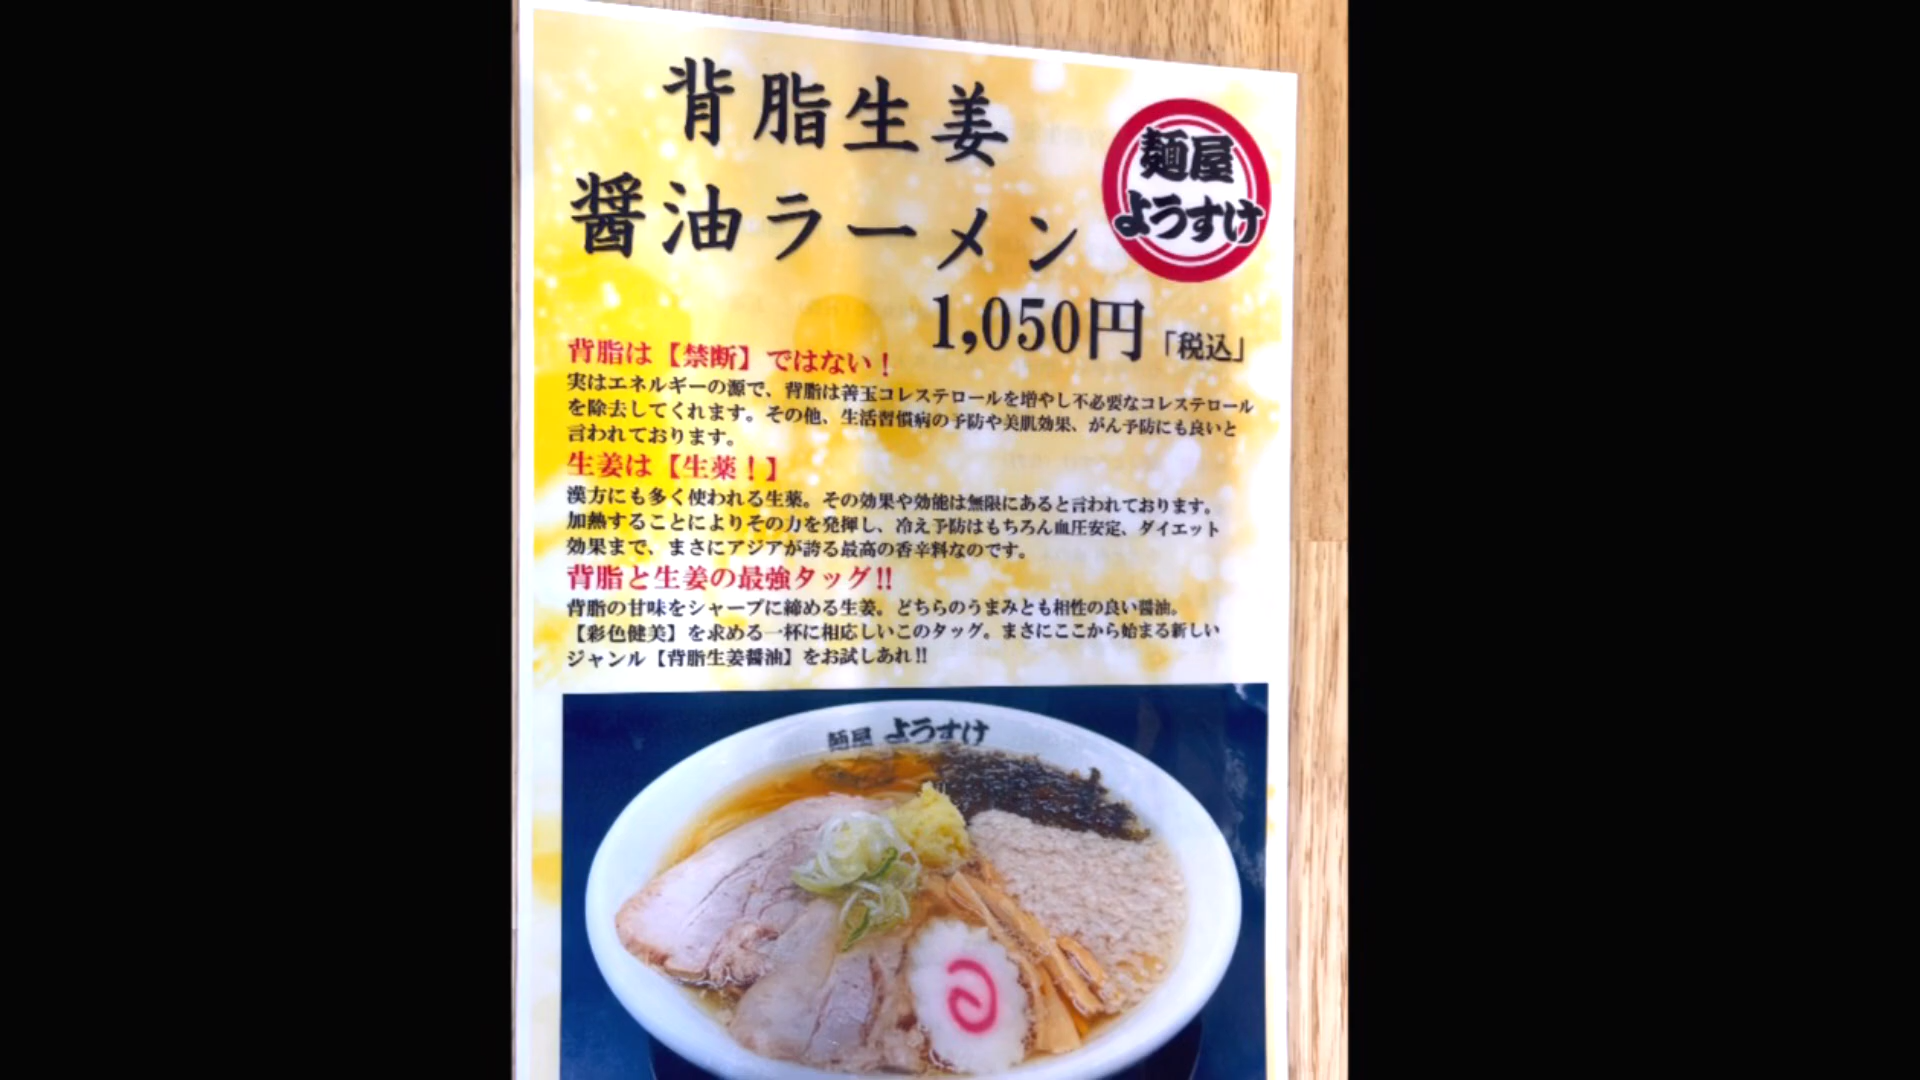 背脂生姜
醤油ラーメン
麺屋
ようすけ
1,050円「税込」
背脂は【禁断】ではない！
実はエネルギーの源で、背脂は善玉コレステロールを増やし不必要なコレステロール
を除去してくれます。その他、生活習慣病の予防や美肌効果、がん予防にも良いと
言われております。
生姜は【生薬！】
漢方にも多く使われる生薬。その効果や効能は無限にあると言われております。
加熱することによりその力を発揮し、冷え予防はもちろん血圧安定、ダイエット
効果まで、まさにアジアが誇る最高の香辛料なのです。
背脂と生姜の最強タッグ!!
背脂の甘味をシャープに締める生姜。どちらのうまみとも相性の良い醤油。
【彩色健美】を求める一杯に相応しいこのタッグ。まさにここから始まる新しい
ジャンル【背脂生姜醤油】をお試しあれ!!
麺屋 ようすけ